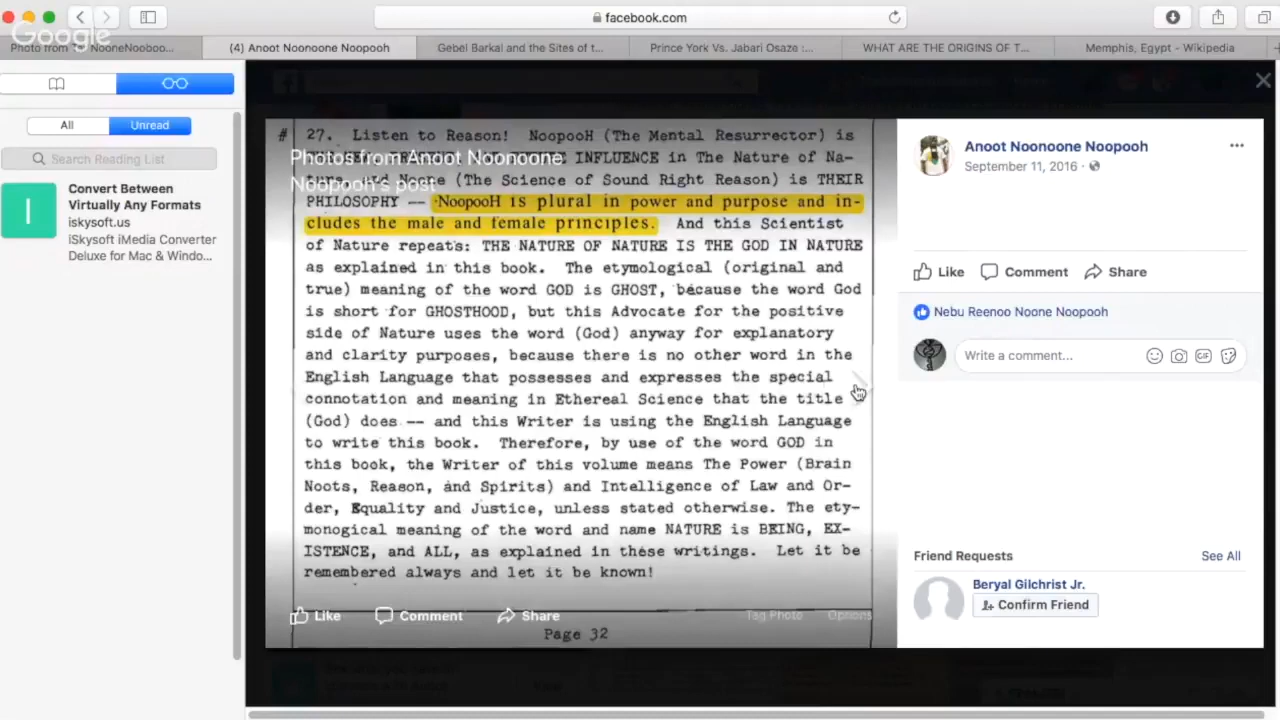 facebook.com
Google
Photo from T NooneNooboo...
(4) Anoot Noonoone Noopooh
Gebel Barkal and the Sites of t...
Prince York Vs. Jabari Osaze :...
WHAT ARE THE ORIGINS OF T...
Memphis, Egypt - Wikipedia
All
Unread
Search Reading List
Convert Between
Virtually Any Formats
iskysoft.us
iSkysoft iMedia Converter
Deluxe for Mac & Windo...
Photos from Anoot Noonoone
Noopooh's post
# 27. Listen to Reason! NoopooH (The Mental Resurrector) is
INFLUENCE in The Nature of Na-
(The Science of Sound Right Reason) is THEIR
PHILOSOPHY -- NoopooH is plural in power and purpose and in-
cludes the male and female principles. And this Scientist
of Nature repeats: THE NATURE OF NATURE IS THE GOD IN NATURE
as explained in this book. The etymological (original and
true) meaning of the word GOD is GHOST, because the word God
is short for GHOSTHOOD, but this Advocate for the positive
side of Nature uses the word (God) anyway for explanatory
and clarity purposes, because there is no other word in the
English Language that possesses and expresses the special
connotation and meaning in Ethereal Science that the title
(God) does -- and this Writer is using the English Language
to write this book. Therefore, by use of the word GOD in
this book, the Writer of this volume means The Power (Brain
Noots, Reason, and Spirits) and Intelligence of Law and Or-
der, Equality and Justice, unless stated otherwise. The ety-
monogical meaning of the word and name NATURE is BEING, EX-
ISTENCE, and ALL, as explained in these writings. Let it be
remembered always and let it be known!
Like Comment Share Tag Photo Options
Page 32
Anoot Noonoone Noopooh
September 11, 2016
Like Comment Share
Nebu Reenoo Noone Noopooh
Write a comment...
GIF
Friend Requests
See All
Beryal Gilchrist Jr.
Confirm Friend